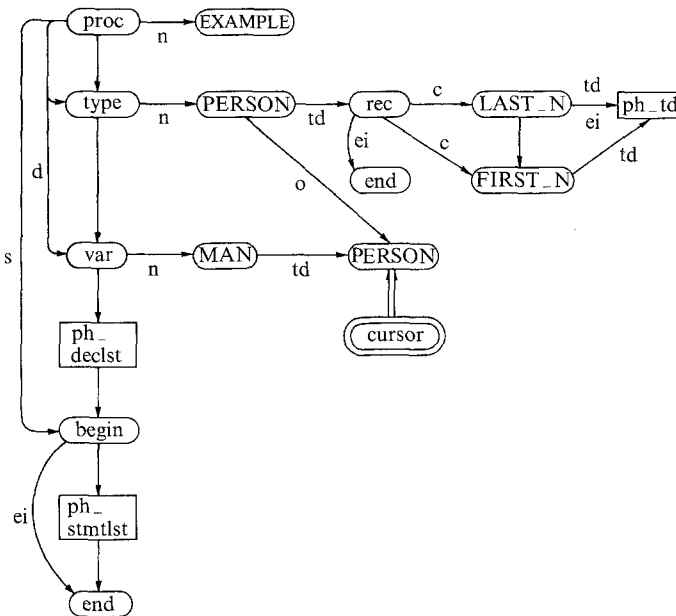 proc
n
EXAMPLE
type
n
PERSON
td
rec
c
LAST_N
td
ei
ph_td
ei
c
end
FIRST_N
td
d
o
s
var
n
MAN
td
PERSON
cursor
ph_
declst
begin
ei
ph_
stmtlst
end